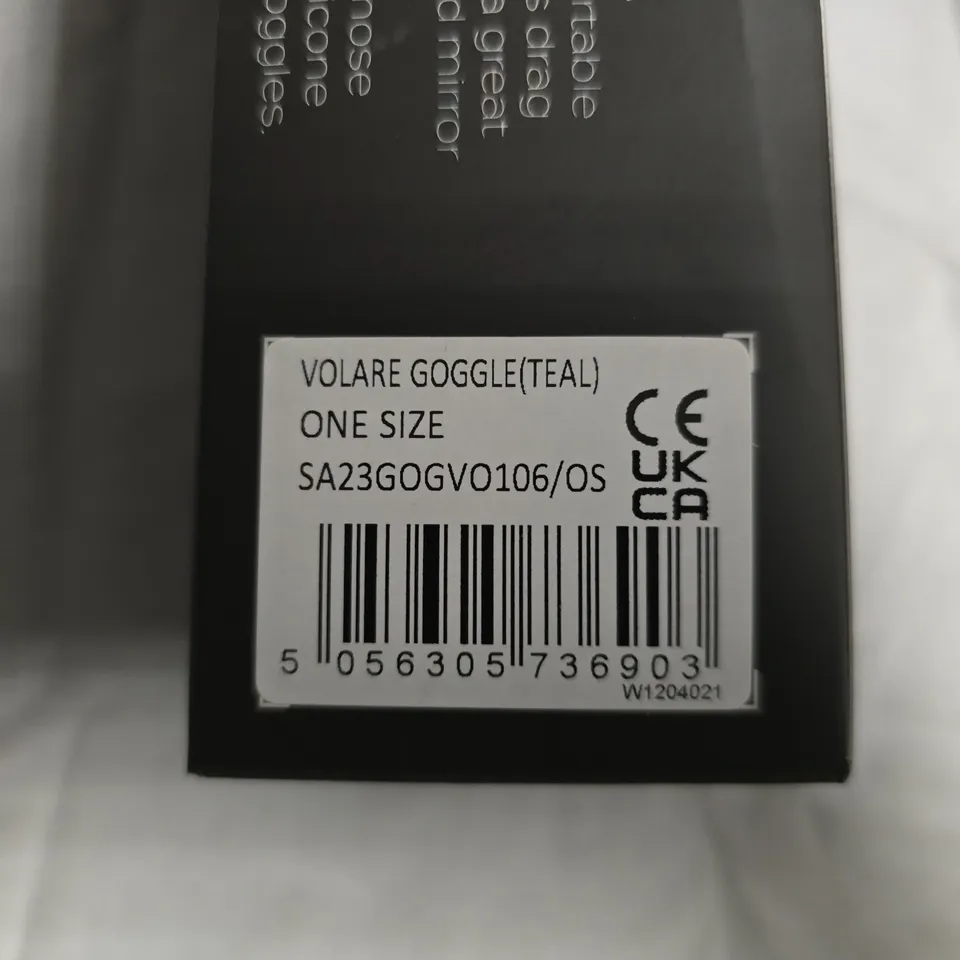 rtable
s drag
a great
d mirror
nose
icone
oggles.
VOLARE GOGGLE(TEAL)
ONE SIZE
SA23GOGVO106/OS
CE
UK
CA
5 056305 736903
W1204021